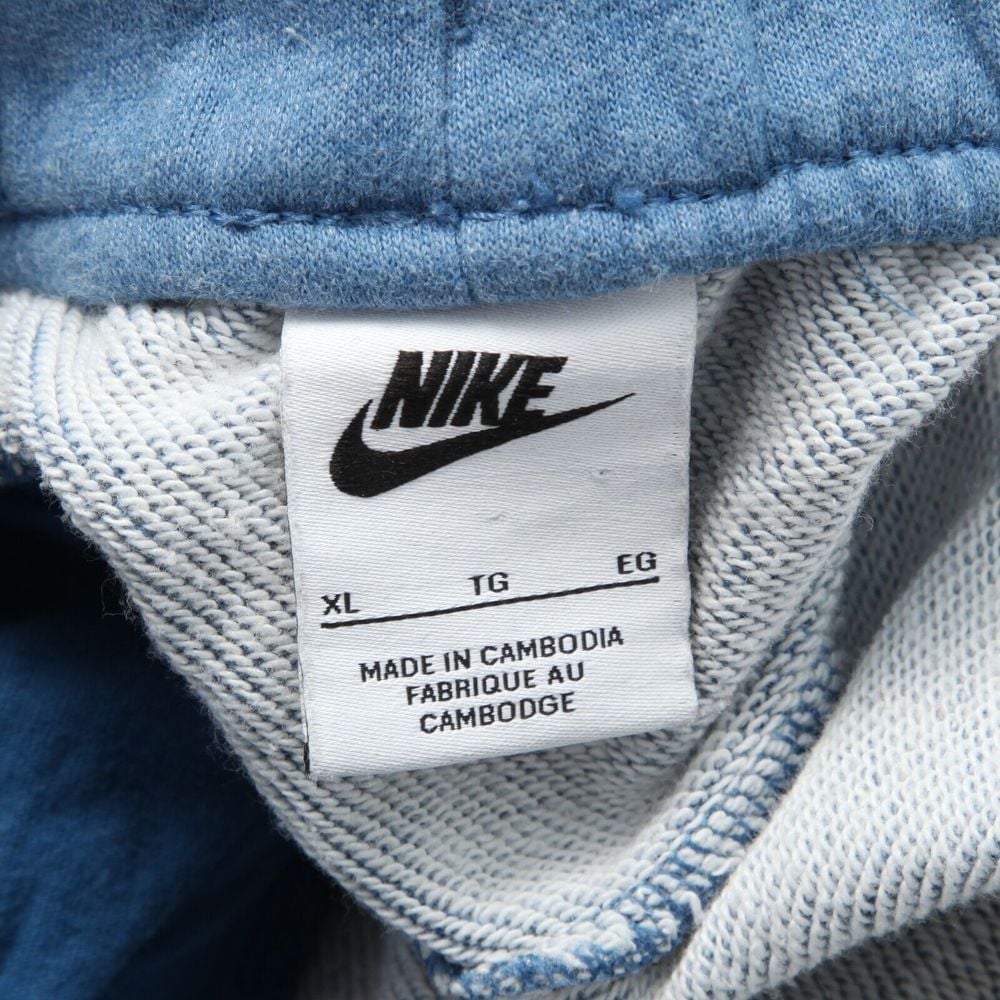 NIKE
XL TG EG
MADE IN CAMBODIA
FABRIQUE AU
CAMBODGE